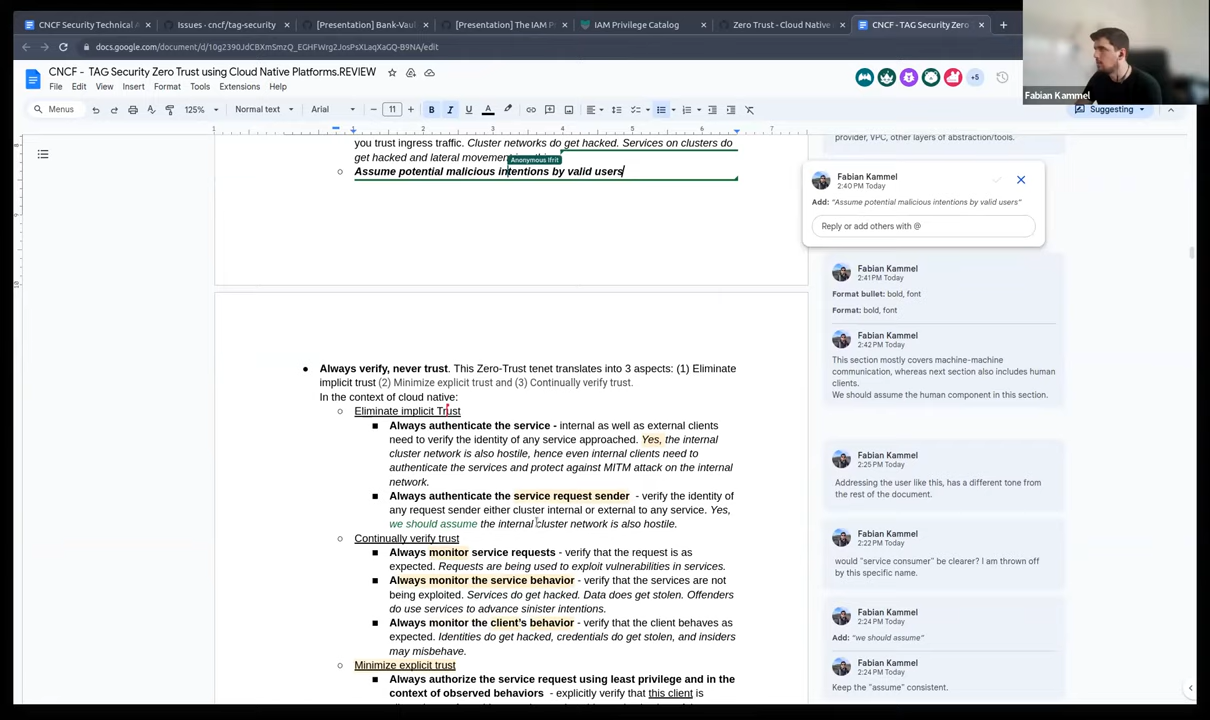 CNCF Security Technical A
Issues · cncf/tag-security
[Presentation] Bank-Vaul
[Presentation] The IAM P
IAM Privilege Catalog
Zero Trust - Cloud Native
CNCF - TAG Security Zero
docs.google.com/document/d/
CNCF - TAG Security Zero Trust using Cloud Native Platforms.REVIEW
File Edit View Insert Format Tools Extensions Help
+5
Fabian Kammel
Menus
125%
Normal text
Arial
11
Suggesting
1 2 3 4 5 6 7
you trust ingress traffic. Cluster networks do get hacked. Services on clusters do
get hacked and lateral movement
Anonymous Ifrit
Assume potential malicious intentions by valid users
Always verify, never trust. This Zero-Trust tenet translates into 3 aspects: (1) Eliminate
implicit trust (2) Minimize explicit trust and (3) Continually verify trust.
In the context of cloud native:
Eliminate implicit Trust
Always authenticate the service - internal as well as external clients
need to verify the identity of any service approached. Yes, the internal
cluster network is also hostile, hence even internal clients need to
authenticate the services and protect against MITM attack on the internal
network.
Always authenticate the service request sender - verify the identity of
any request sender either cluster internal or external to any service. Yes,
we should assume the internal cluster network is also hostile.
Continually verify trust
Always monitor service requests - verify that the request is as
expected. Requests are being used to exploit vulnerabilities in services.
Always monitor the service behavior - verify that the services are not
being exploited. Services do get hacked. Data does get stolen. Offenders
do use services to advance sinister intentions.
Always monitor the client's behavior - verify that the client behaves as
expected. Identities do get hacked, credentials do get stolen, and insiders
may misbehave.
Minimize explicit trust
Always authorize the service request using least privilege and in the
context of observed behaviors - explicitly verify that this client is
provider, VPC, other layers of abstraction/tools.
Fabian Kammel
2:40 PM Today
Add: "Assume potential malicious intentions by valid users"
Reply or add others with @
Fabian Kammel
2:41 PM Today
Format bullet: bold, font
Format: bold, font
Fabian Kammel
2:42 PM Today
This section mostly covers machine-machine
communication, whereas next section also includes human
clients.
We should assume the human component in this section.
Fabian Kammel
2:25 PM Today
Addressing the user like this, has a different tone from
the rest of the document.
Fabian Kammel
2:22 PM Today
would "service consumer" be clearer? I am thrown off
by this specific name.
Fabian Kammel
2:24 PM Today
Add: "we should assume"
Fabian Kammel
2:24 PM Today
Keep the "assume" consistent.